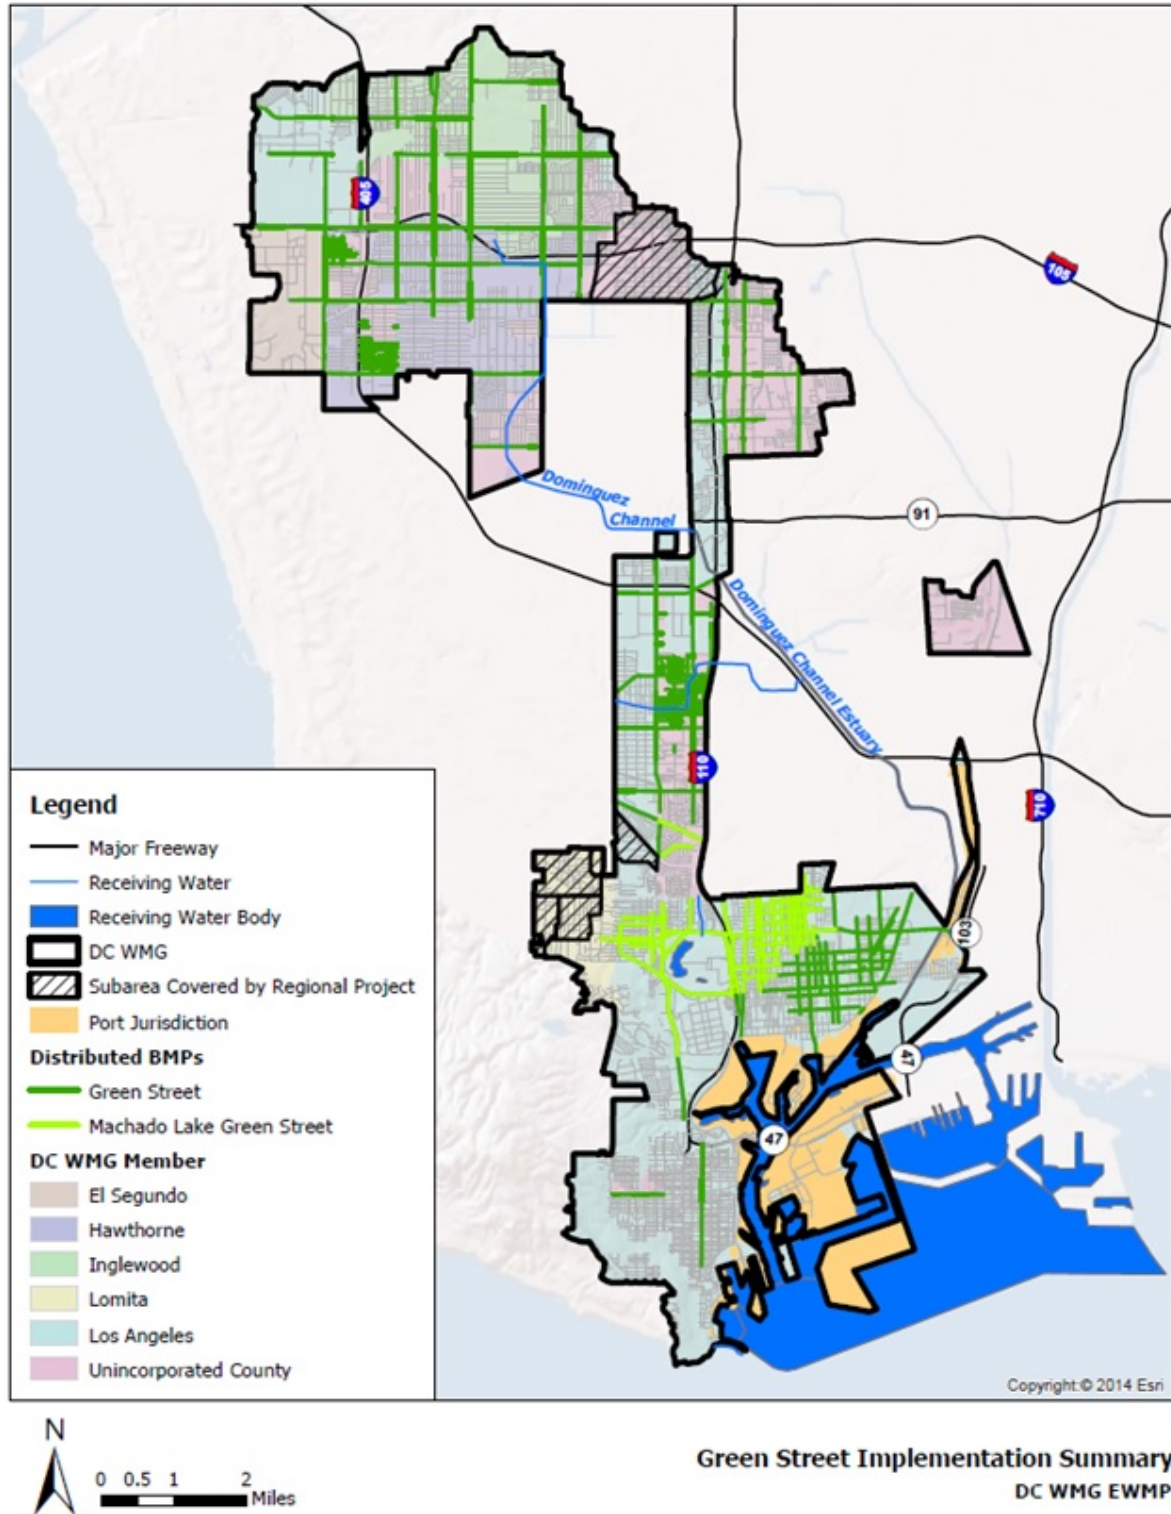 405
105
Dominguez
Channel
91
Dominguez Channel Estuary
110
710
103
47
47
Legend
Major Freeway
Receiving Water
Receiving Water Body
DC WMG
Subarea Covered by Regional Project
Port Jurisdiction
Distributed BMPs
Green Street
Machado Lake Green Street
DC WMG Member
El Segundo
Hawthorne
Inglewood
Lomita
Los Angeles
Unincorporated County
Copyright:© 2014 Esri
N
0 0.5 1 2
Miles
Green Street Implementation Summary
DC WMG EWMP